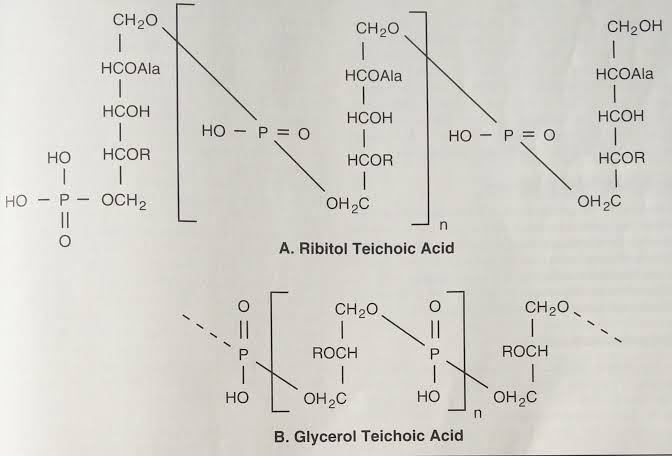 CH₂O CH₂O CH₂OH
HCOAla HCOAla HCOAla
HCOH HCOH HCOH
HO — P = O HO — P = O
HO HCOR HCOR HCOR
HO — P — OCH₂ OH₂C OH₂C
O n
A. Ribitol Teichoic Acid
O CH₂O O CH₂O
P ROCH P ROCH
HO OH₂C HO OH₂C
n
B. Glycerol Teichoic Acid